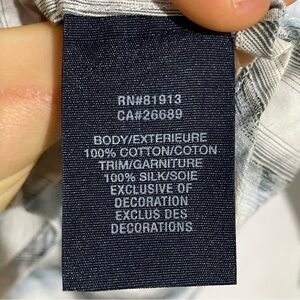 RN#81913
CA#26689
BODY/EXTERIEURE
100% COTTON/COTON
TRIM/GARNITURE
100% SILK/SOIE
EXCLUSIVE OF
DECORATION
EXCLUS DES
DECORATIONS